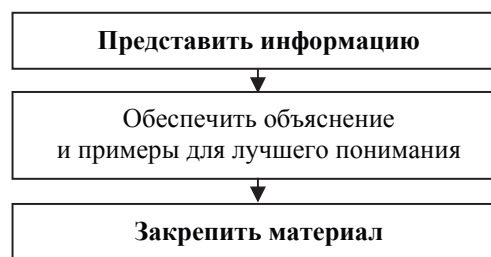 Представить информацию
Обеспечить объяснение
и примеры для лучшего понимания
Закрепить материал